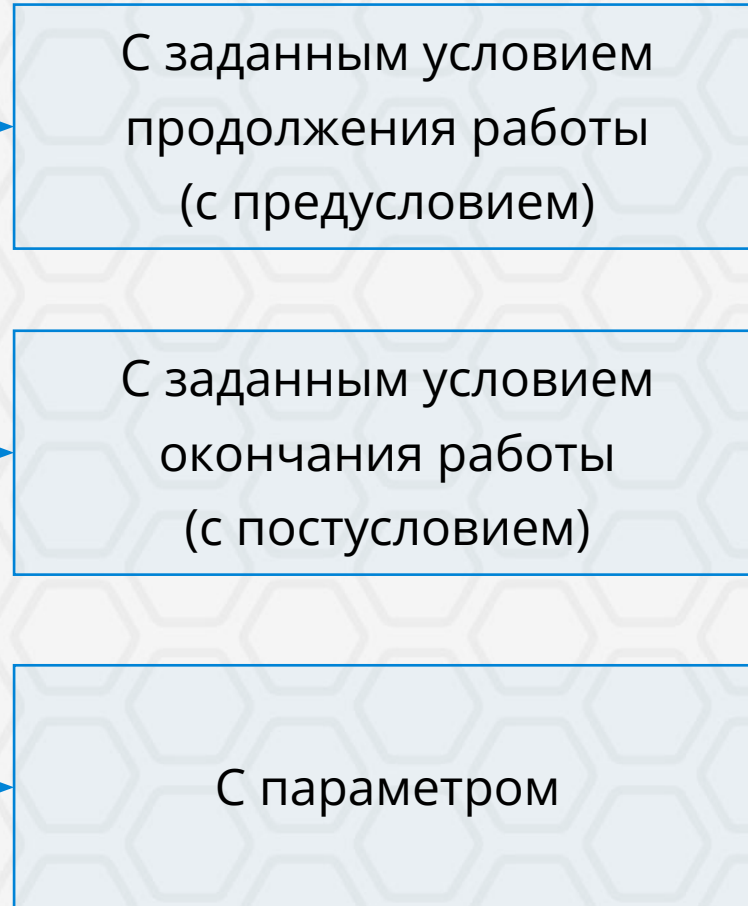 С заданным условием
продолжения работы
(с предусловием)
С заданным условием
окончания работы
(с постусловием)
С параметром